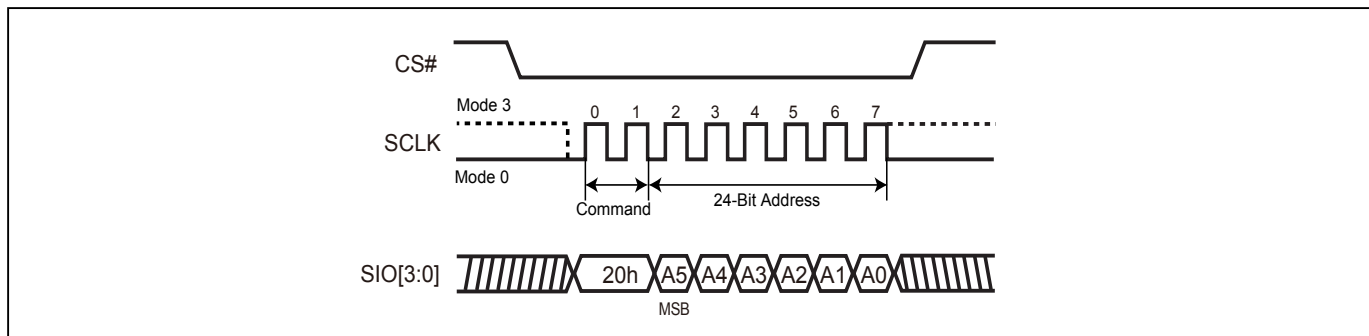 CS#
Mode 3
0 1 2 3 4 5 6 7
SCLK
Mode 0
Command
24-Bit Address
SIO[3:0]
20h A5 A4 A3 A2 A1 A0
MSB